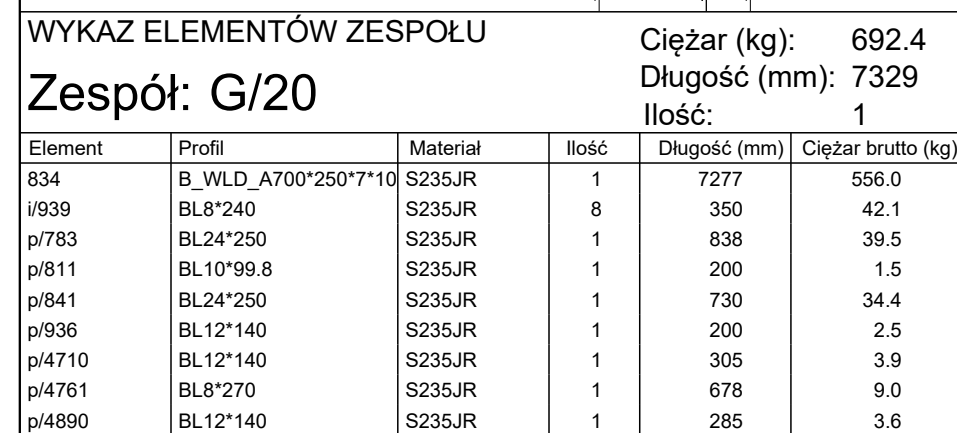 WYKAZ ELEMENTÓW ZESPOŁU
Zespół: G/20
Ciężar (kg): 692.4
Długość (mm): 7329
Ilość: 1
Element Profil Materiał Ilość Długość (mm) Ciężar brutto (kg)
834 B_WLD_A700*250*7*10 S235JR 1 7277 556.0
i/939 BL8*240 S235JR 8 350 42.1
p/783 BL24*250 S235JR 1 838 39.5
p/811 BL10*99.8 S235JR 1 200 1.5
p/841 BL24*250 S235JR 1 730 34.4
p/936 BL12*140 S235JR 1 200 2.5
p/4710 BL12*140 S235JR 1 305 3.9
p/4761 BL8*270 S235JR 1 678 9.0
p/4890 BL12*140 S235JR 1 285 3.6